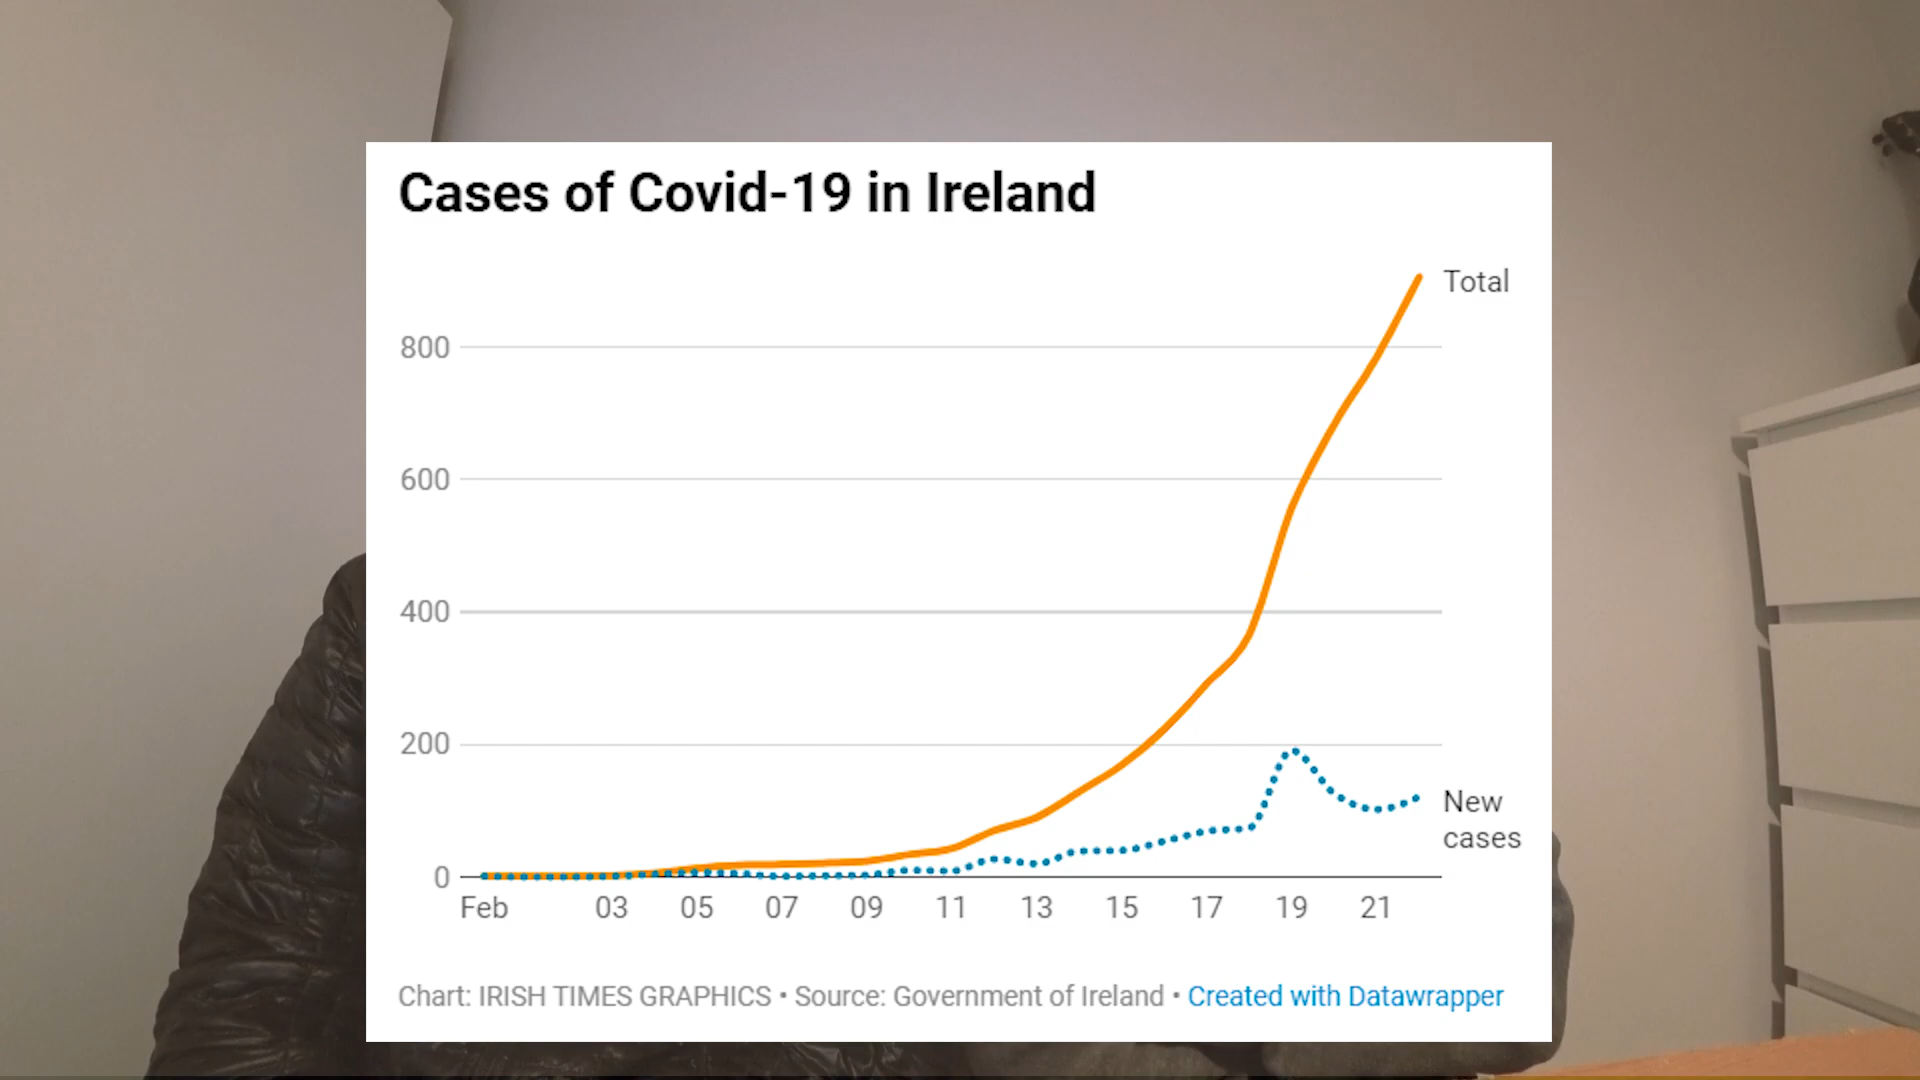 Cases of Covid-19 in Ireland
Total
800
600
400
200
New
cases
0
Feb 03 05 07 09 11 13 15 17 19 21
Chart: IRISH TIMES GRAPHICS • Source: Government of Ireland • Created with Datawrapper